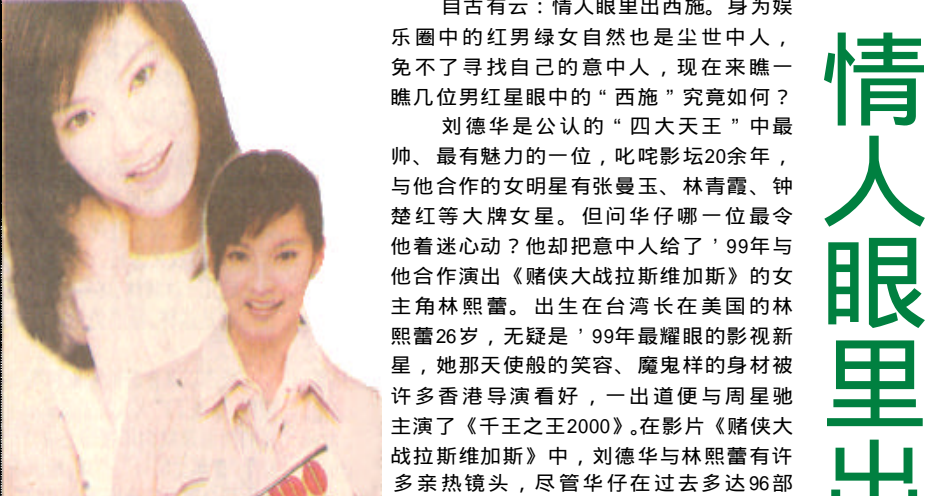 情人眼里出
自古有云：情人眼里出西施。身为娱
乐圈中的红男绿女自然也是尘世中人，
免不了寻找自己的意中人，现在来瞧一
瞧几位男红星眼中的“西施”究竟如何？
刘德华是公认的“四大天王”中最
帅、最有魅力的一位，叱咤影坛20余年，
与他合作的女明星有张曼玉、林青霞、钟
楚红等大牌女星。但问华仔哪一位最令
他着迷心动？他却把意中人给了’99年与
他合作演出《赌侠大战拉斯维加斯》的女
主角林熙蕾。出生在台湾长在美国的林
熙蕾26岁，无疑是’99年最耀眼的影视新
星，她那天使般的笑容、魔鬼样的身材被
许多香港导演看好，一出道便与周星驰
主演了《千王之王2000》。在影片《赌侠大
战拉斯维加斯》中，刘德华与林熙蕾有许
多亲热镜头，尽管华仔在过去多达96部